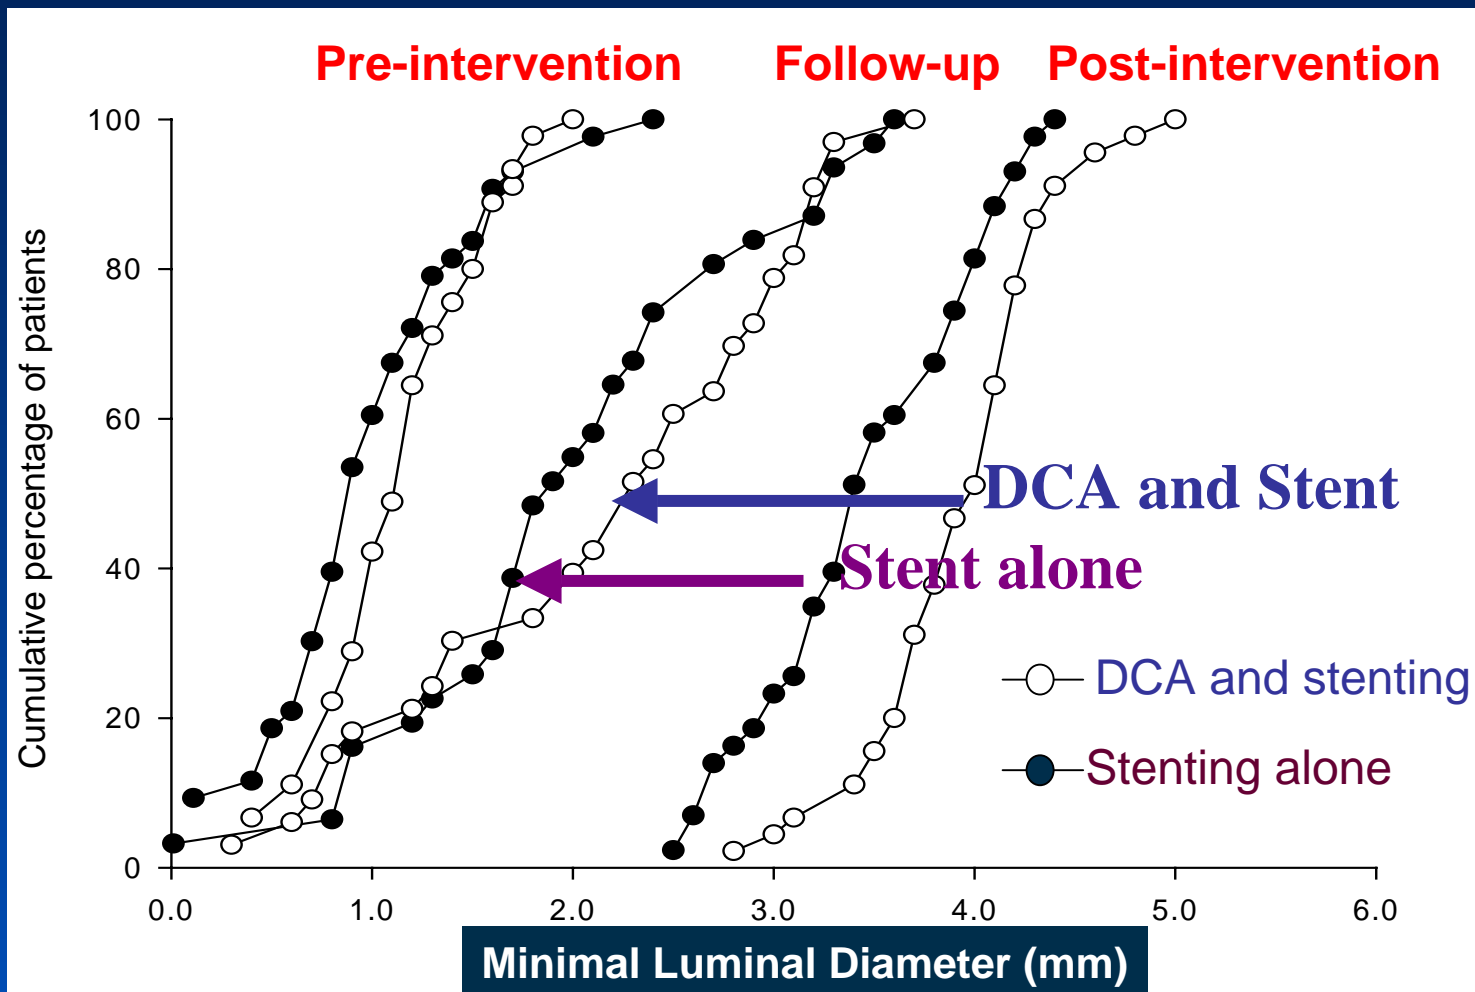 Pre-intervention Follow-up Post-intervention
Cumulative percentage of patients
100
80
60
40
20
0
DCA and Stent
Stent alone
DCA and stenting
Stenting alone
0.0 1.0 2.0 3.0 4.0 5.0 6.0
Minimal Luminal Diameter (mm)